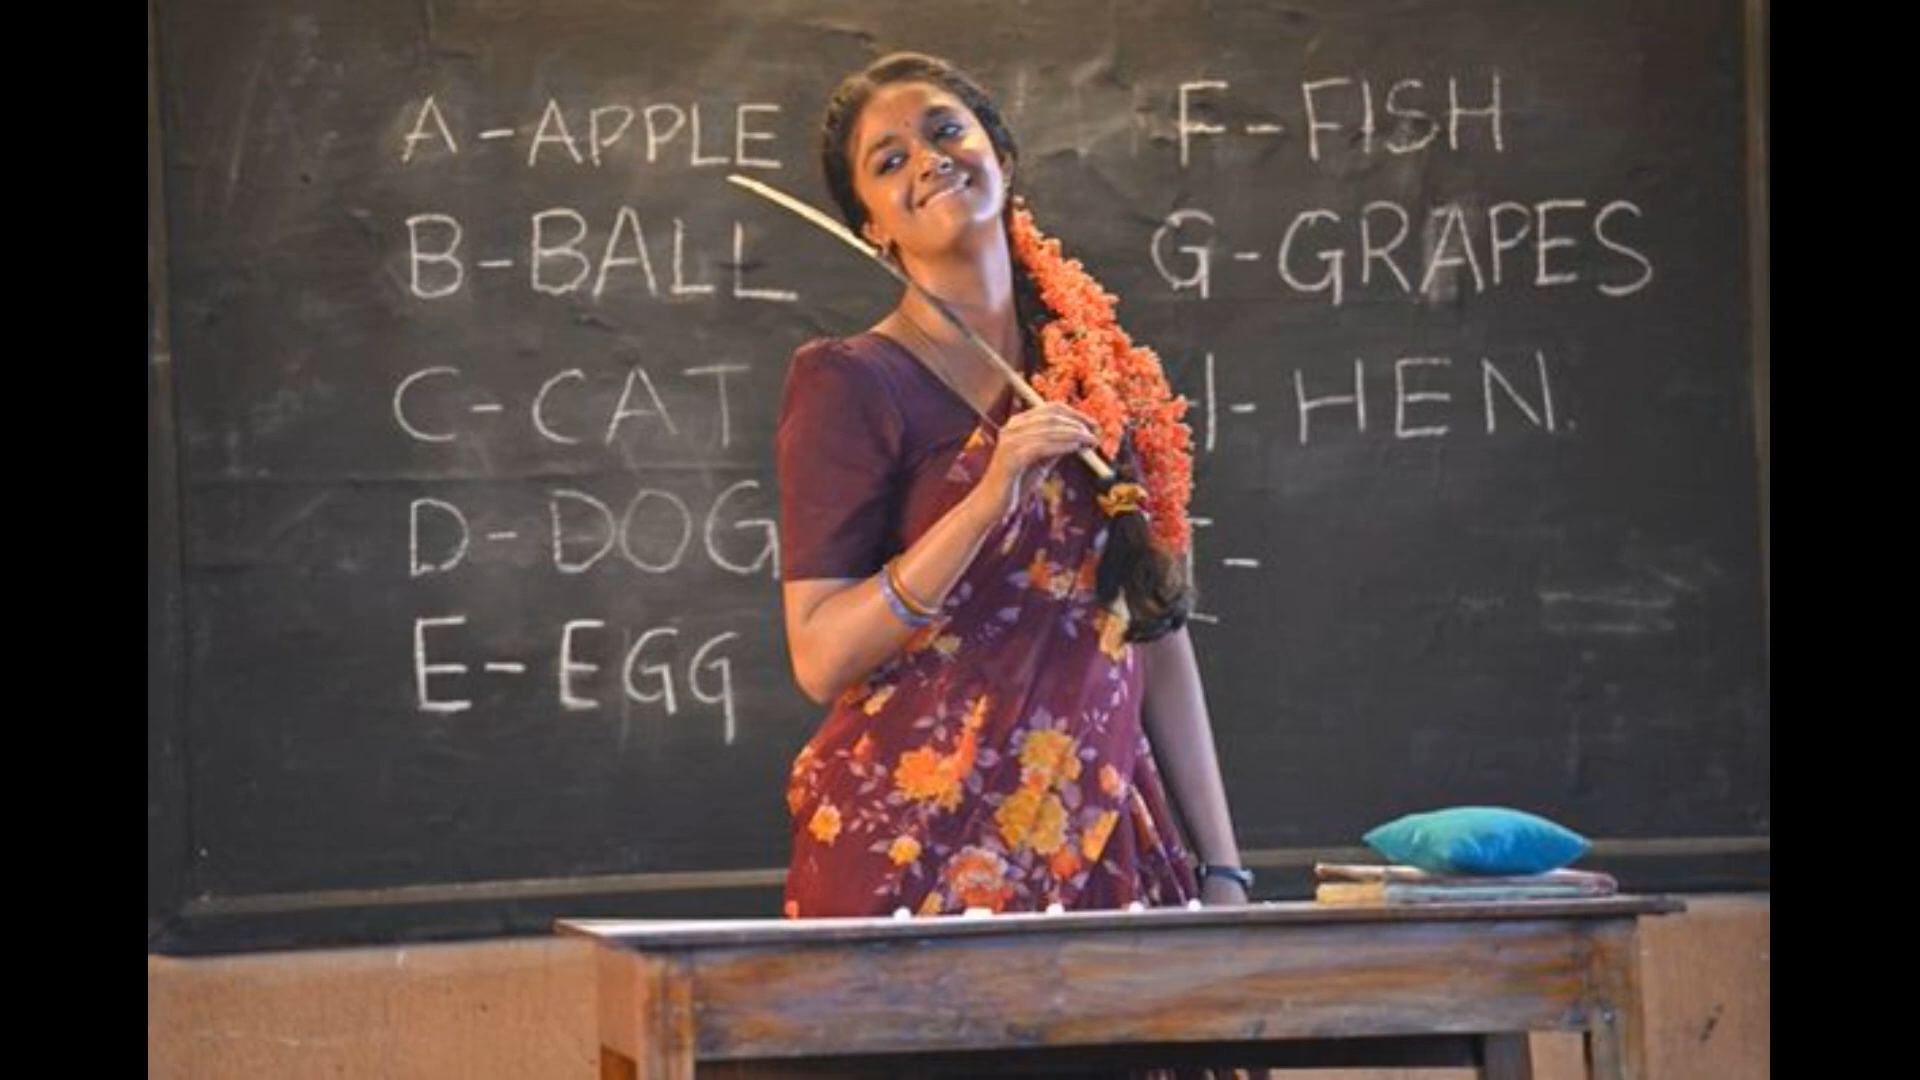 A-APPLE
B-BALL
C-CAT
D-DOG
E-EGG
F-FISH
G-GRAPES
H-HEN.
I-